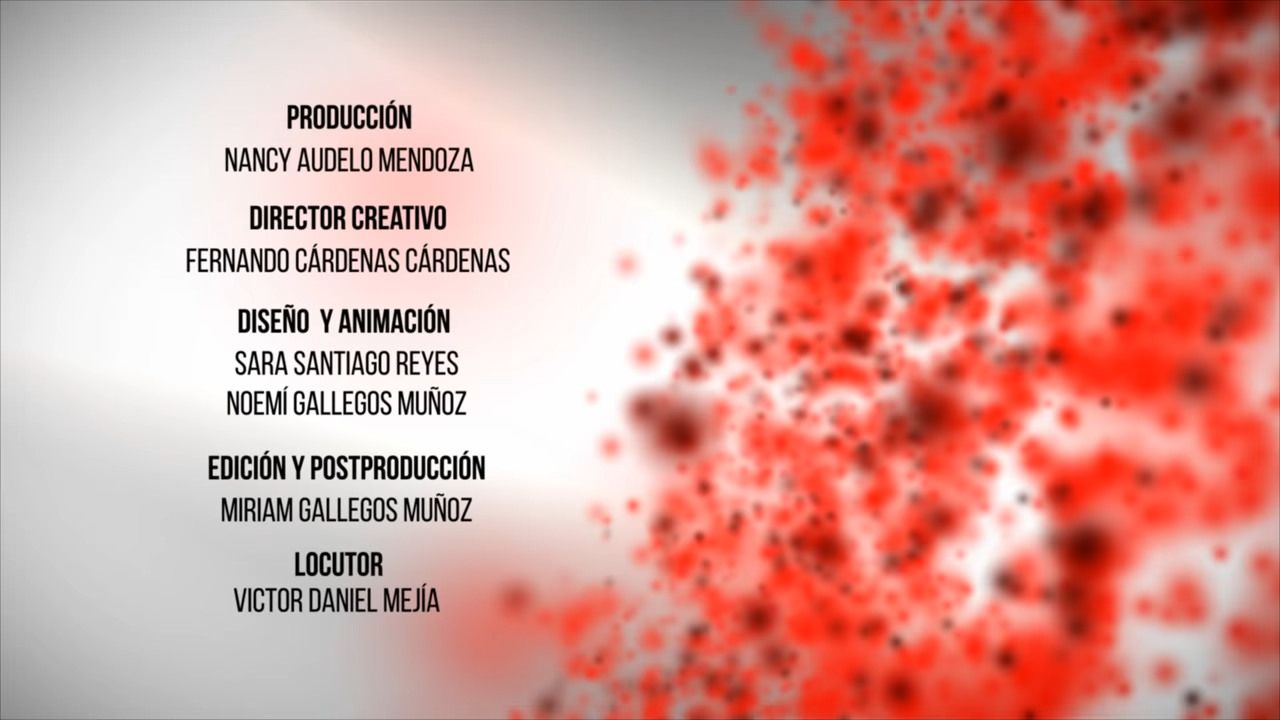 PRODUCCIÓN
NANCY AUDELO MENDOZA
DIRECTOR CREATIVO
FERNANDO CÁRDENAS CÁRDENAS
DISEÑO Y ANIMACIÓN
SARA SANTIAGO REYES
NOEMÍ GALLEGOS MUÑOZ
EDICIÓN Y POSTPRODUCCIÓN
MIRIAM GALLEGOS MUÑOZ
LOCUTOR
VICTOR DANIEL MEJÍA